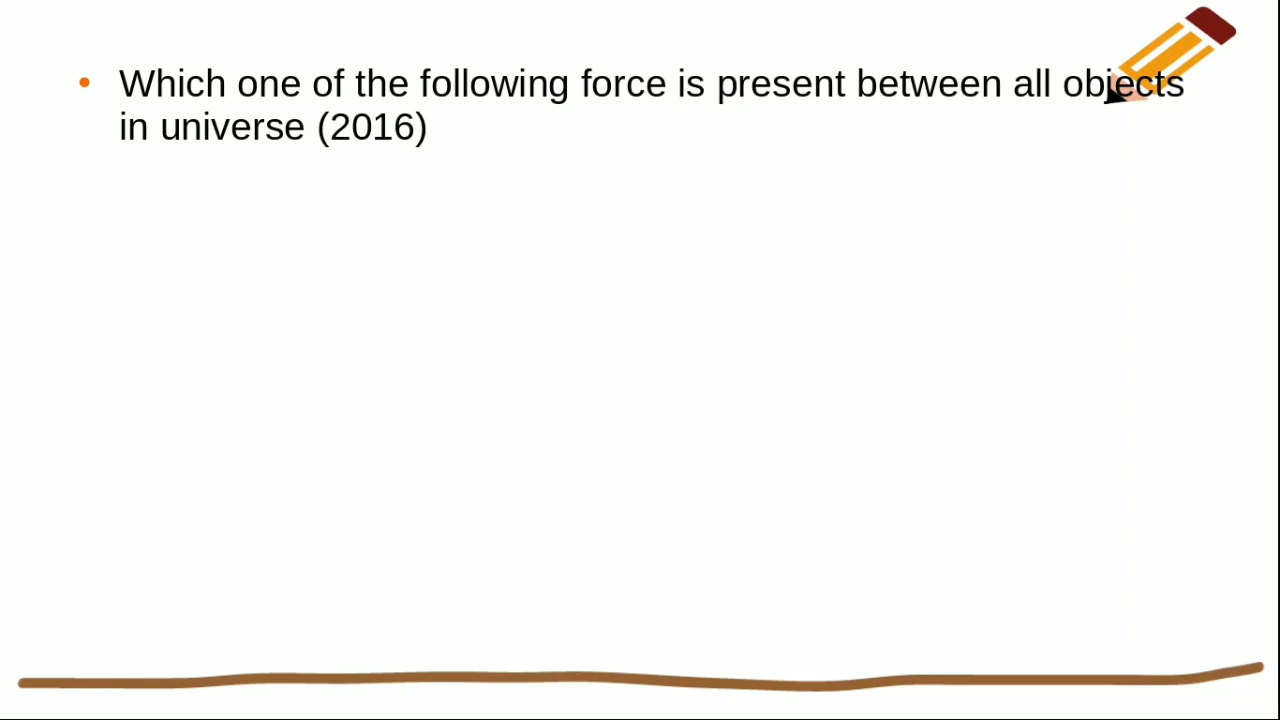 • Which one of the following force is present between all objects
in universe (2016)